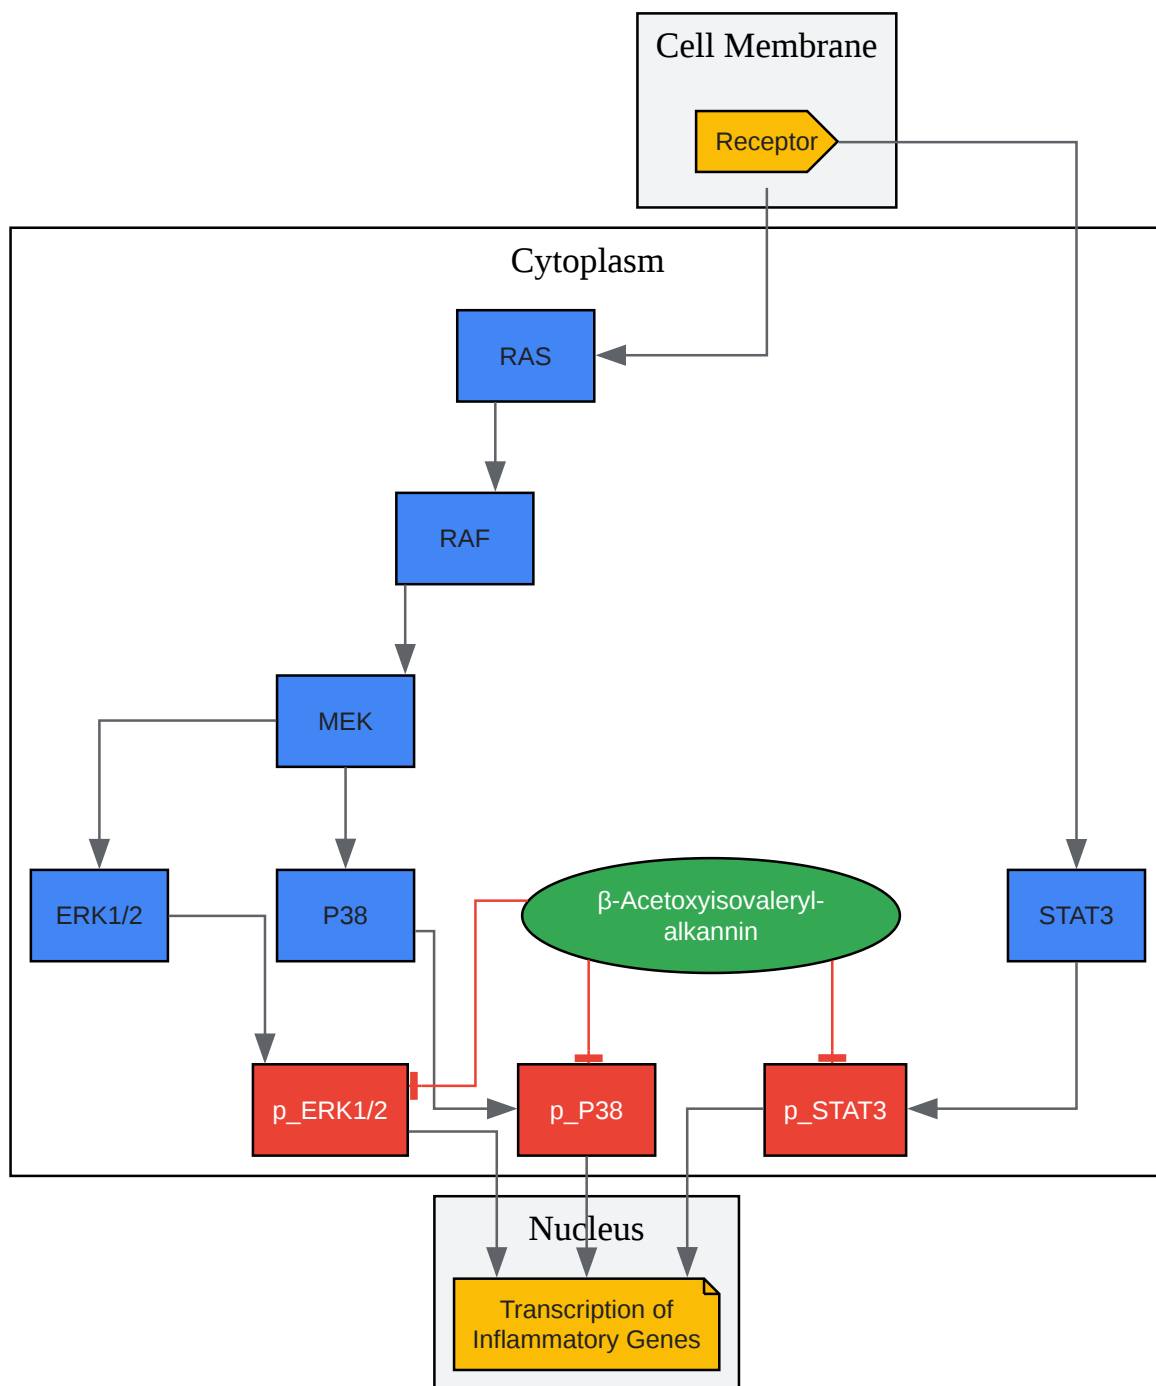 Cell Membrane
Receptor
Cytoplasm
RAS
RAF
MEK
ERK1/2
P38
β-Acetoxyisovaleryl-
alkannin
STAT3
p_ERK1/2
p_P38
p_STAT3
Nucleus
Transcription of
Inflammatory Genes